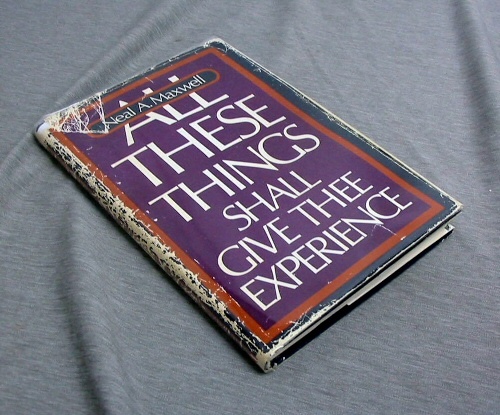 Neal A. Maxwell
ALL
THESE
THINGS
SHALL
GIVE THEE
EXPERIENCE